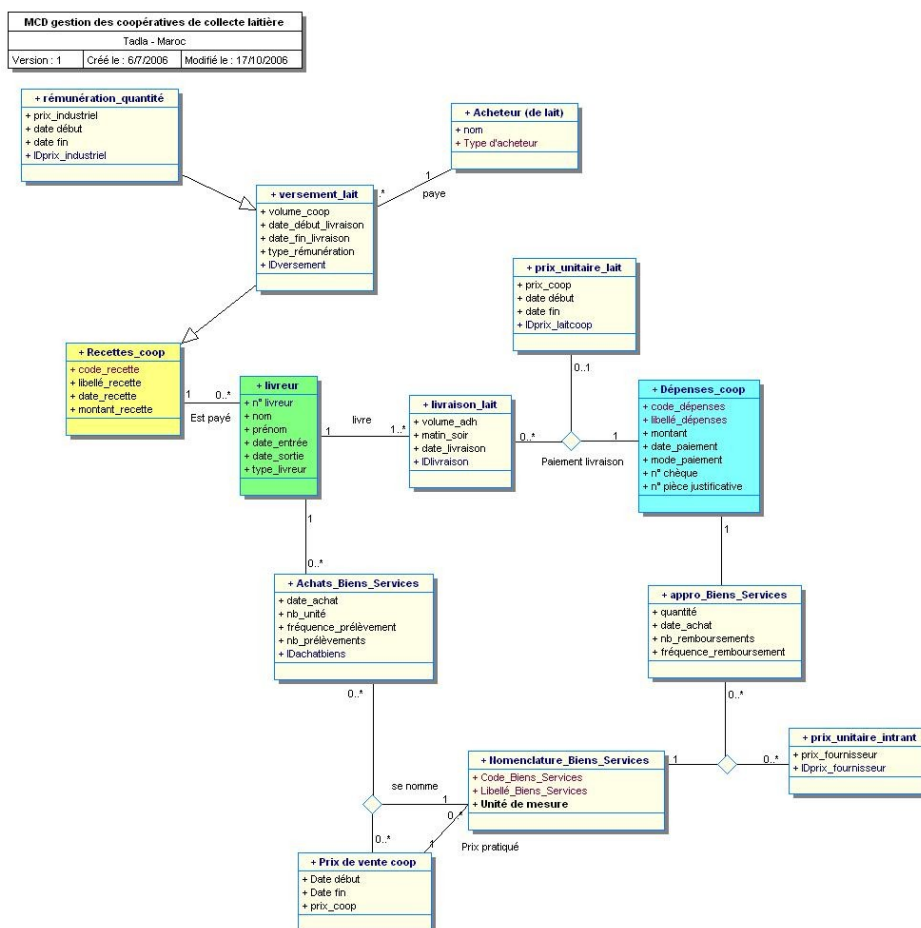 MCD gestion des coopératives de collecte laitière
Tadla - Maroc
Version : 1 Créé le : 6/7/2006 Modifié le : 17/10/2006
+ rémunération_quantité
+ prix_industriel
+ date début
+ date fin
+ IDprix_industriel
+ Acheteur (de lait)
+ nom
+ Type d'acheteur
1
.*
paye
+ versement_lait
+ volume_coop
+ date_début_livraison
+ date_fin_livraison
+ type_rémunération
+ IDversement
+ prix_unitaire_lait
+ prix_coop
+ date début
+ date fin
+ IDprix_laitcoop
0..1
+ Recettes_coop
+ code_recette
+ libellé_recette
+ date_recette
+ montant_recette
1
0..*
Est payé
+ livreur
+ n° livreur
+ nom
+ prénom
+ date_entrée
+ date_sortie
+ type_livreur
livre
1
1..*
+ livraison_lait
+ volume_adh
+ matin_soir
+ date_livraison
+ IDlivraison
0..*
1
Paiement livraison
+ Dépenses_coop
+ code_dépenses
+ libellé_dépenses
+ montant
+ date_paiement
+ mode_paiement
+ n° chèque
+ n° pièce justificative
1
1
0..*
+ Achats_Biens_Services
+ date_achat
+ nb_unité
+ fréquence_prélèvement
+ nb_prélèvements
+ IDachatbiens
0..*
+ appro_Biens_Services
+ quantité
+ date_achat
+ nb_remboursements
+ fréquence_remboursement
0..*
+ prix_unitaire_intrant
+ prix_fournisseur
+ IDprix_fournisseur
0..*
1
+ Nomenclature_Biens_Services
+ Code_Biens_Services
+ Libellé_Biens_Services
+ Unité de mesure
se nomme
1
0..*
0..*
1
Prix pratiqué
+ Prix de vente coop
+ Date début
+ Date fin
+ prix_coop